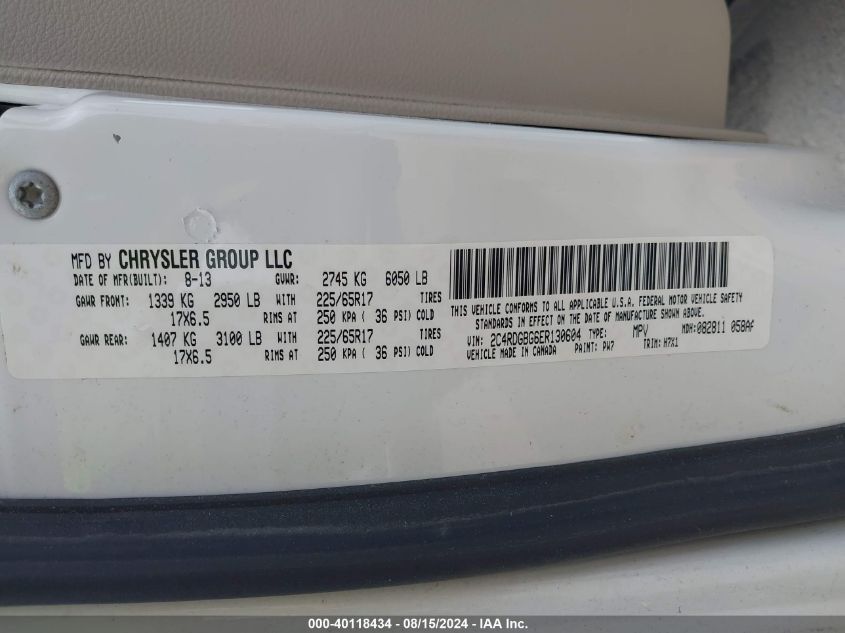 MFD BY CHRYSLER GROUP LLC
DATE OF MFR(BUILT): 8-13 GVWR: 2745 KG 6050 LB
GAWR FRONT: 1339 KG 2950 LB WITH 225/65R17 TIRES
17X6.5 RIMS AT 250 KPA ( 36 PSI) COLD
GAWR REAR: 1407 KG 3100 LB WITH 225/65R17 TIRES
17X6.5 RIMS AT 250 KPA ( 36 PSI) COLD
THIS VEHICLE CONFORMS TO ALL APPLICABLE U.S.A. FEDERAL MOTOR VEHICLE SAFETY
STANDARDS IN EFFECT ON THE DATE OF MANUFACTURE SHOWN ABOVE.
VIN: 2C4RDGBG6ER130604 TYPE: MPV MDH:082811 058AA
VEHICLE MADE IN CANADA PAINT: PW7 TRIM: H7X1
000-40118434 - 08/15/2024 - IAA Inc.